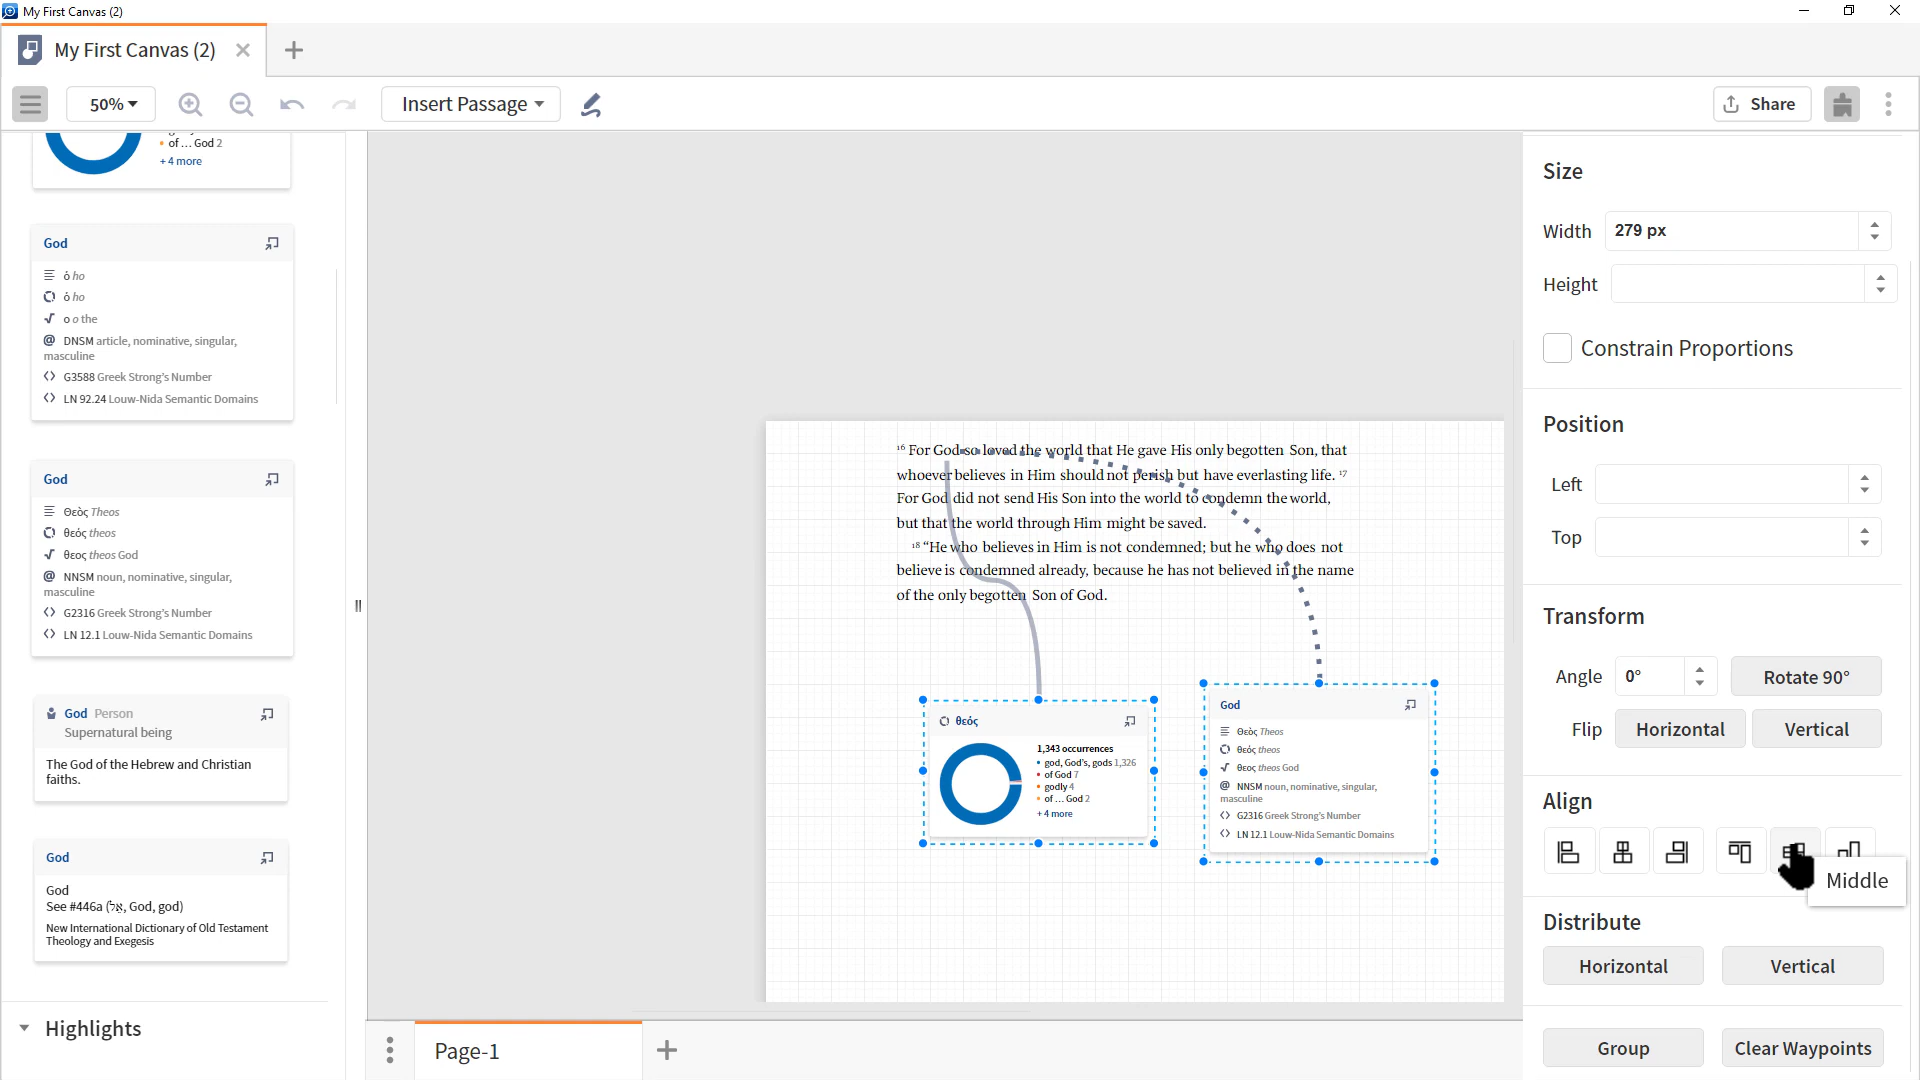 My First Canvas (2)
My First Canvas (2)
50%
Insert Passage
Share
of ... God 2
+ 4 more
God
ὁ ho
ὁ ho
ο o the
@ DNSM article, nominative, singular,
masculine
<> G3588 Greek Strong's Number
<> LN 92.24 Louw-Nida Semantic Domains
God
Θεὸς Theos
θεός theos
θεος theos God
@ NNSM noun, nominative, singular,
masculine
<> G2316 Greek Strong's Number
<> LN 12.1 Louw-Nida Semantic Domains
God Person
Supernatural being
The God of the Hebrew and Christian
faiths.
God
God
See #446a (אֵל, God, god)
New International Dictionary of Old Testament
Theology and Exegesis
Highlights
16 For God so loved the world that He gave His only begotten Son, that
whoever believes in Him should not perish but have everlasting life. 17
For God did not send His Son into the world to condemn the world,
but that the world through Him might be saved.
18 “He who believes in Him is not condemned; but he who does not
believe is condemned already, because he has not believed in the name
of the only begotten Son of God.
θεός
1,343 occurrences
god, God's, gods 1,326
of God 7
godly 4
of ... God 2
+ 4 more
God
Θεὸς Theos
θεός theos
θεος theos God
@ NNSM noun, nominative, singular,
masculine
<> G2316 Greek Strong's Number
<> LN 12.1 Louw-Nida Semantic Domains
Page-1
Size
Width 279 px
Height
Constrain Proportions
Position
Left
Top
Transform
Angle 0° Rotate 90°
Flip Horizontal Vertical
Align
Middle
Distribute
Horizontal Vertical
Group Clear Waypoints